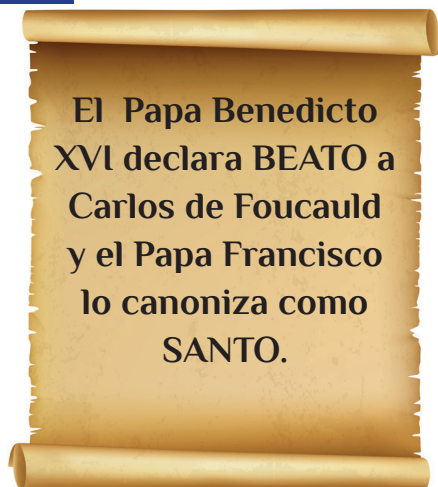 El Papa Benedicto
XVI declara BEATO a
Carlos de Foucauld
y el Papa Francisco
lo canoniza como
SANTO.